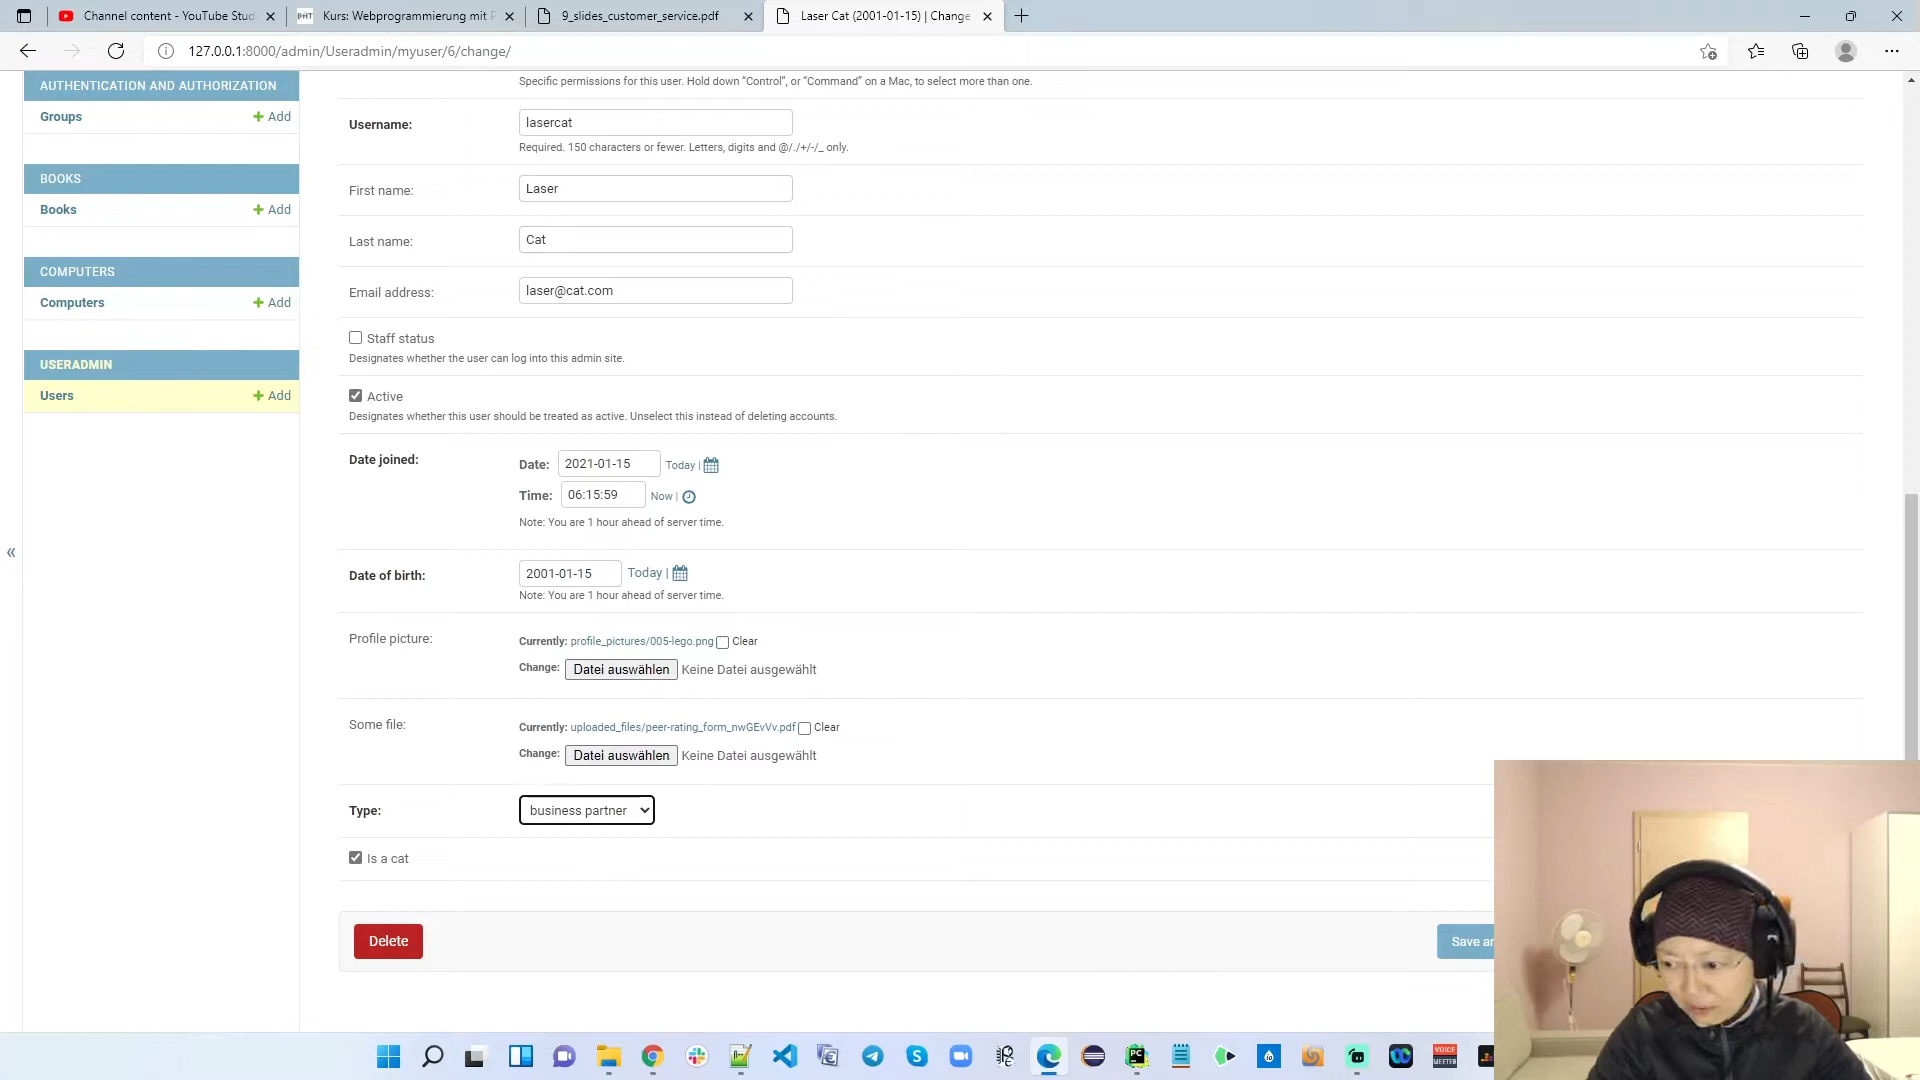 Channel content - YouTube Stud
BHT
Kurs: Webprogrammierung mit P
9_slides_customer_service.pdf
Laser Cat (2001-01-15) | Change
127.0.0.1:8000/admin/Useradmin/myuser/6/change/
AUTHENTICATION AND AUTHORIZATION
Groups
Add
BOOKS
Books
Add
COMPUTERS
Computers
Add
USERADMIN
Users
Add
«
Specific permissions for this user. Hold down “Control”, or “Command” on a Mac, to select more than one.
Username:
lasercat
Required. 150 characters or fewer. Letters, digits and @/./+/-/_ only.
First name:
Laser
Last name:
Cat
Email address:
laser@cat.com
Staff status
Designates whether the user can log into this admin site.
Active
Designates whether this user should be treated as active. Unselect this instead of deleting accounts.
Date joined:
Date: 2021-01-15 Today |
Time: 06:15:59 Now |
Note: You are 1 hour ahead of server time.
Date of birth:
2001-01-15 Today |
Note: You are 1 hour ahead of server time.
Profile picture:
Currently: profile_pictures/005-lego.png Clear
Change: Datei auswählen Keine Datei ausgewählt
Some file:
Currently: uploaded_files/peer-rating_form_nwGEvVv.pdf Clear
Change: Datei auswählen Keine Datei ausgewählt
Type:
business partner
Is a cat
Delete
Save an
PC
VOICE
MEETER